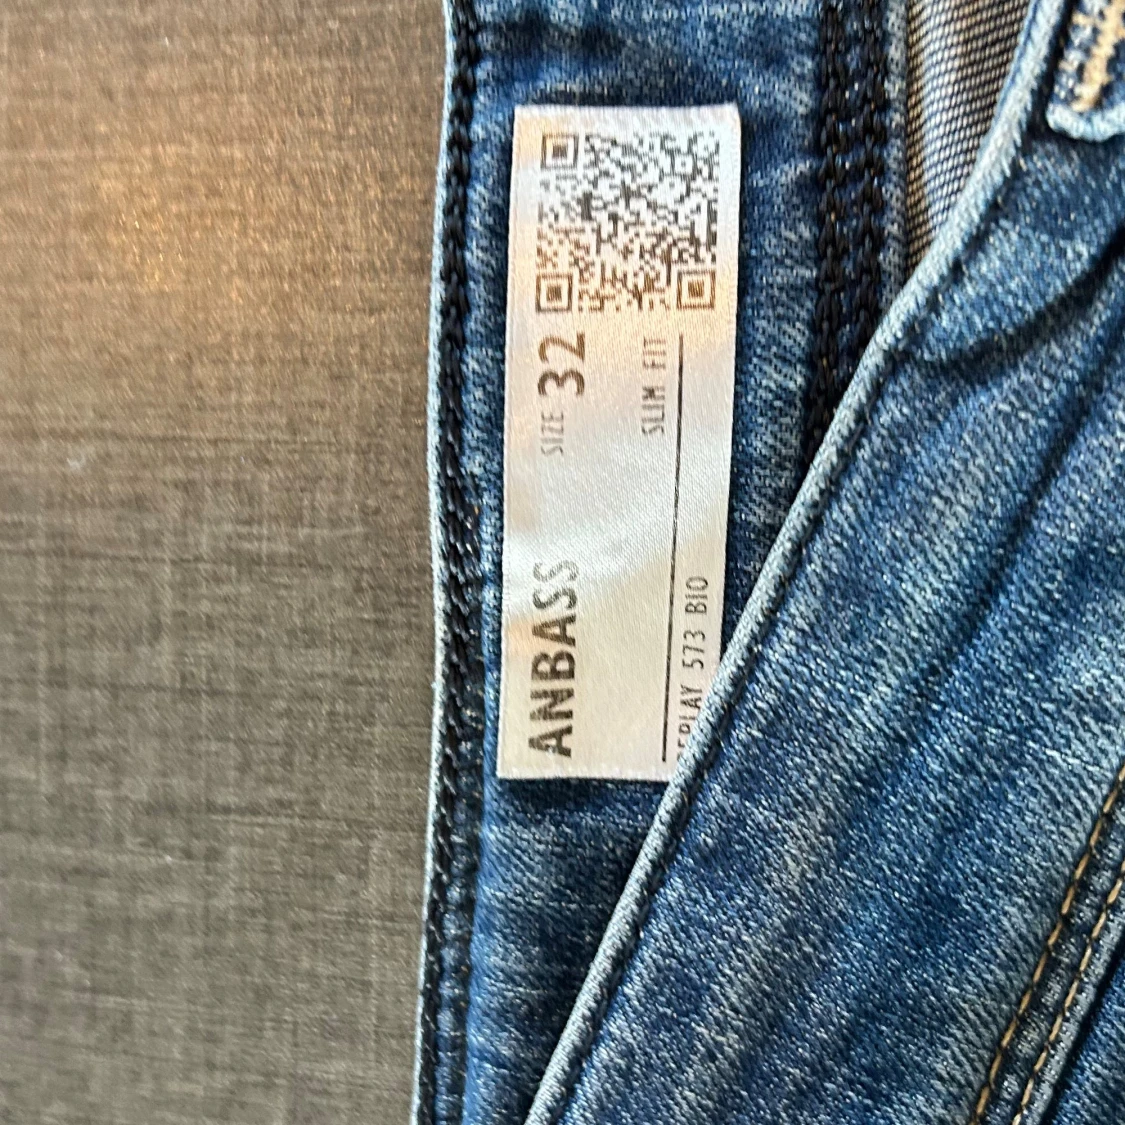 ANBASS SIZE 32
SLIM FIT
573 BIO